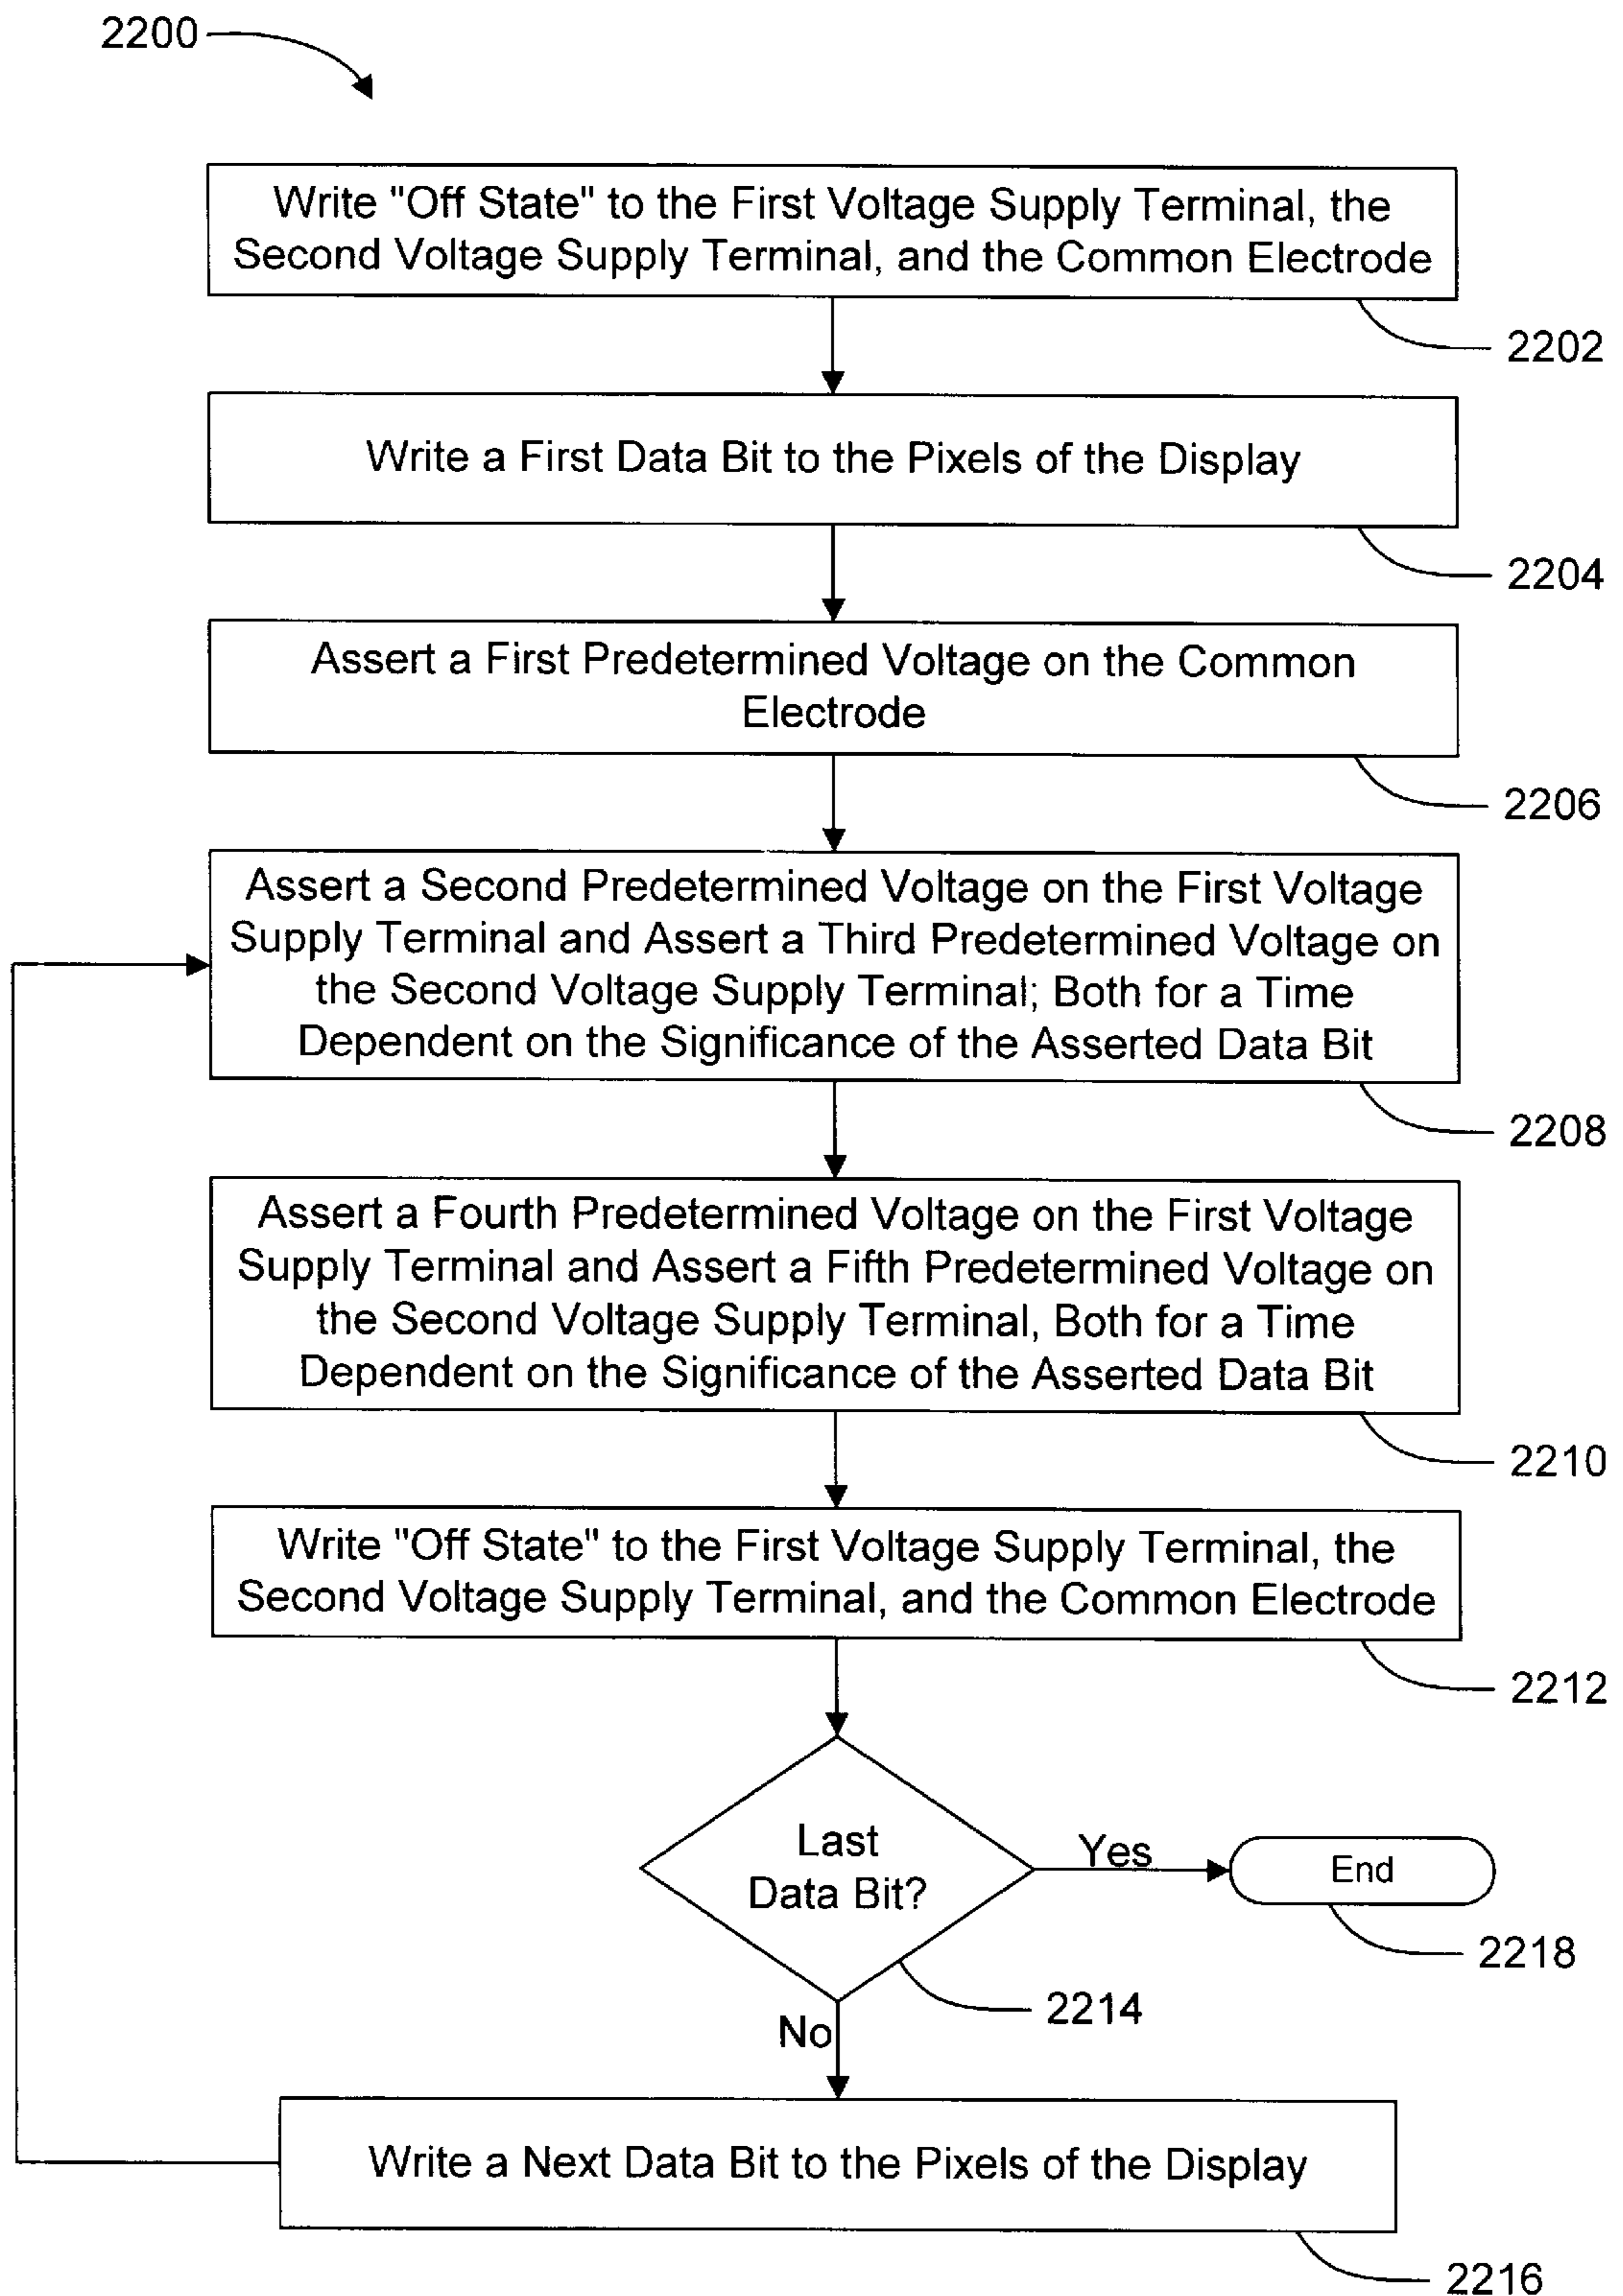 2200
Write "Off State" to the First Voltage Supply Terminal, the
Second Voltage Supply Terminal, and the Common Electrode
2202
Write a First Data Bit to the Pixels of the Display
2204
Assert a First Predetermined Voltage on the Common
Electrode
2206
Assert a Second Predetermined Voltage on the First Voltage
Supply Terminal and Assert a Third Predetermined Voltage on
the Second Voltage Supply Terminal; Both for a Time
Dependent on the Significance of the Asserted Data Bit
2208
Assert a Fourth Predetermined Voltage on the First Voltage
Supply Terminal and Assert a Fifth Predetermined Voltage on
the Second Voltage Supply Terminal, Both for a Time
Dependent on the Significance of the Asserted Data Bit
2210
Write "Off State" to the First Voltage Supply Terminal, the
Second Voltage Supply Terminal, and the Common Electrode
2212
Last
Data Bit?
Yes
End
2218
2214
No
Write a Next Data Bit to the Pixels of the Display
2216